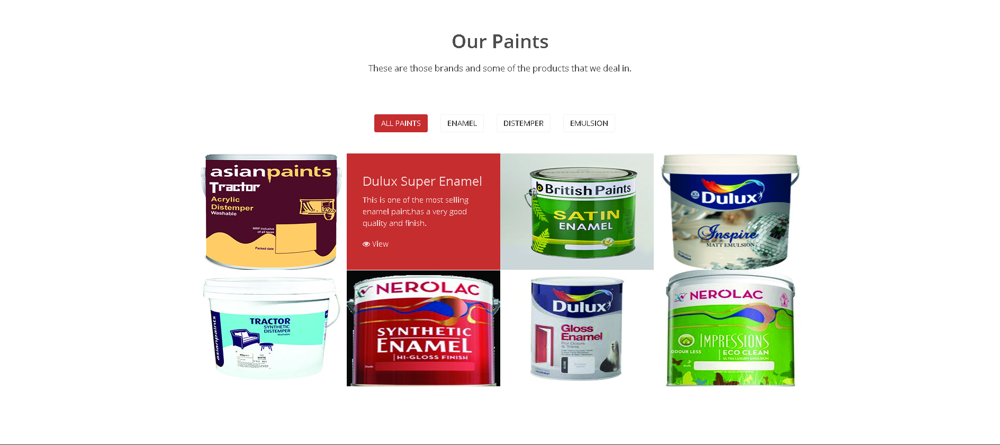 Our Paints
These are those brands and some of the products that we deal in.
ALL PAINTS
ENAMEL
DISTEMPER
EMULSION
asianpaints
Tractor
Acrylic
Distemper
Washable
MRP inclusive
of all taxes
Packed date
Dulux Super Enamel
This is one of the most selling
enamel paint,has a very good
quality and finish.
View
British Paints
SATIN
ENAMEL
Dulux
Inspire
MATT EMULSION
asianpaints
TRACTOR
SYNTHETIC
DISTEMPER
Washable
WHITE
NEROLAC
SYNTHETIC
ENAMEL
HI-GLOSS FINISH
Shade
Dulux
Gloss
Enamel
For Doors
& Trims
GLOSS
NEROLAC
IMPRESSIONS
ODOUR LESS
ECO CLEAN
ULTRA LUXURY EMULSION
Shade